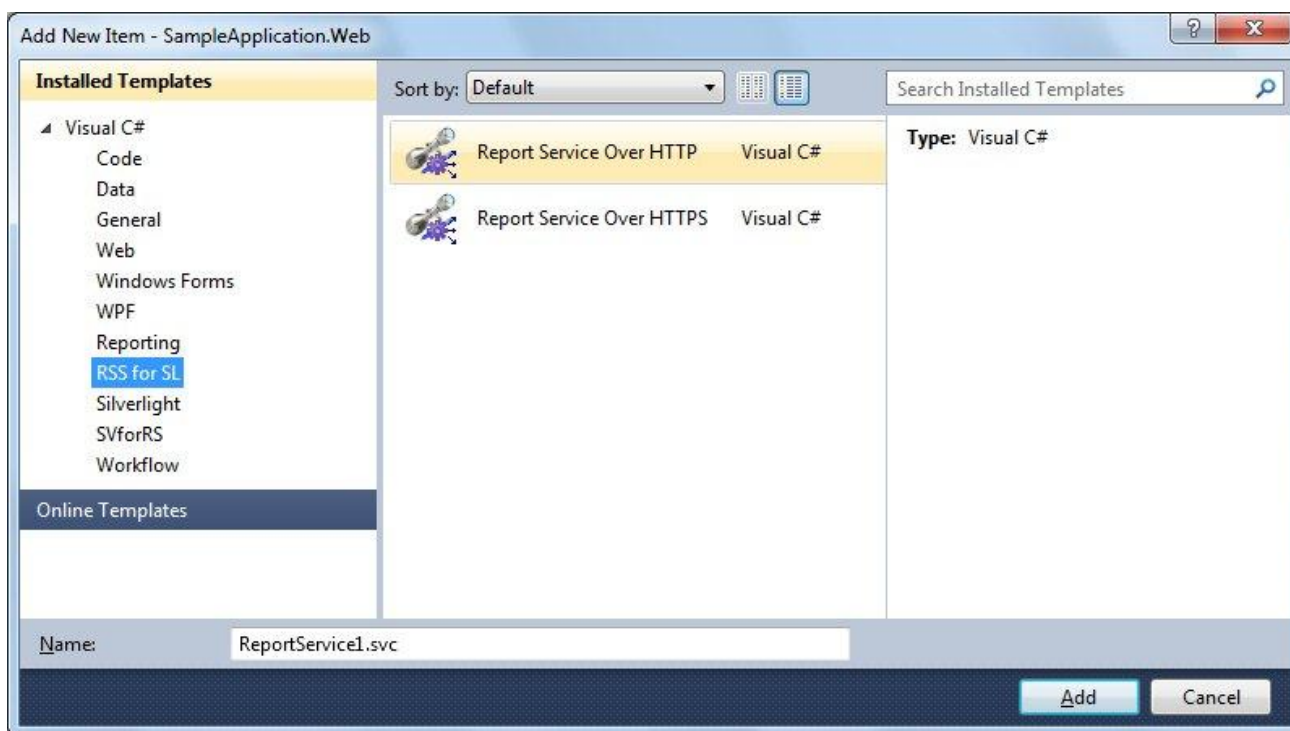 Add New Item - SampleApplication.Web
?
Installed Templates
Sort by: Default
Search Installed Templates
Visual C#
Code
Data
General
Web
Windows Forms
WPF
Reporting
RSS for SL
Silverlight
SVforRS
Workflow
Online Templates
Report Service Over HTTP Visual C#
Report Service Over HTTPS Visual C#
Type: Visual C#
Name: ReportService1.svc
Add Cancel